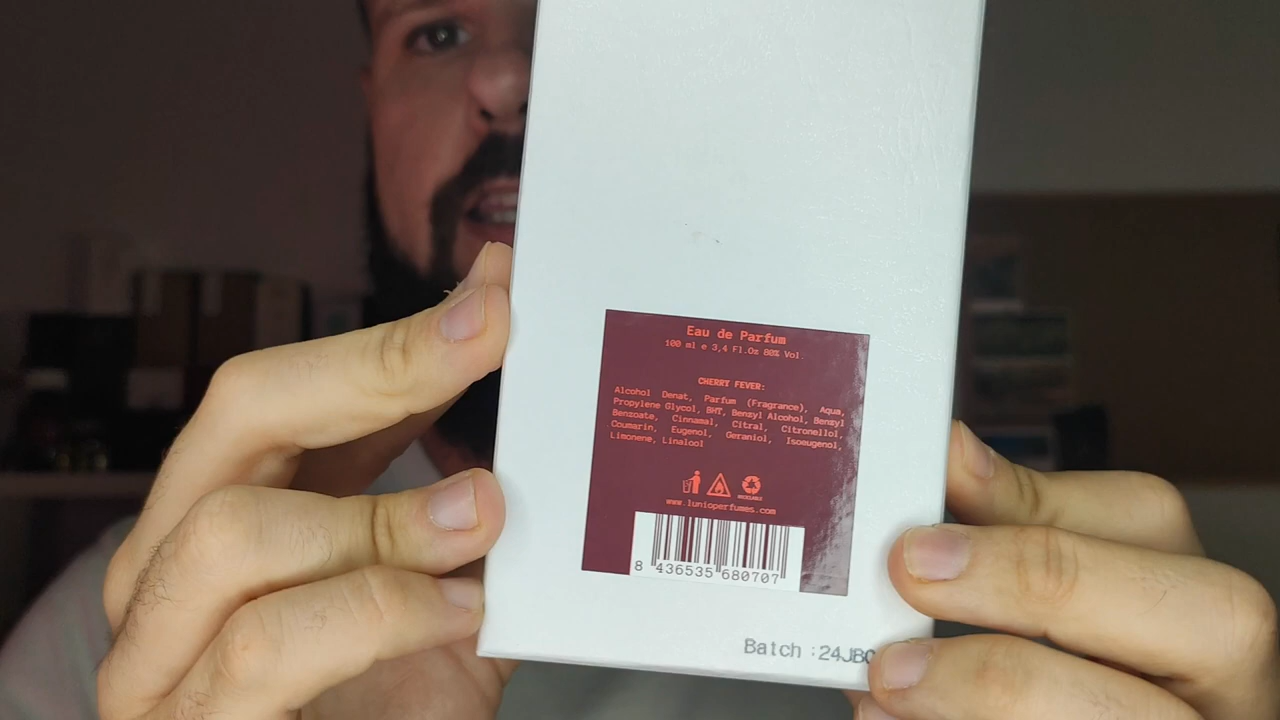 Eau de Parfum
100 ml e 3,4 Fl.Oz 80% Vol.
CHERRY FEVER:
Alcohol Denat, Parfum (Fragrance), Aqua,
Propylene Glycol, BHT, Benzyl Alcohol, Benzyl
Benzoate, Cinnamal, Citral, Citronellol,
Coumarin, Eugenol, Geraniol, Isoeugenol,
Limonene, Linalool
RECYCLABLE
www.lunioperfumes.com
8 436535 680707
Batch :24JB